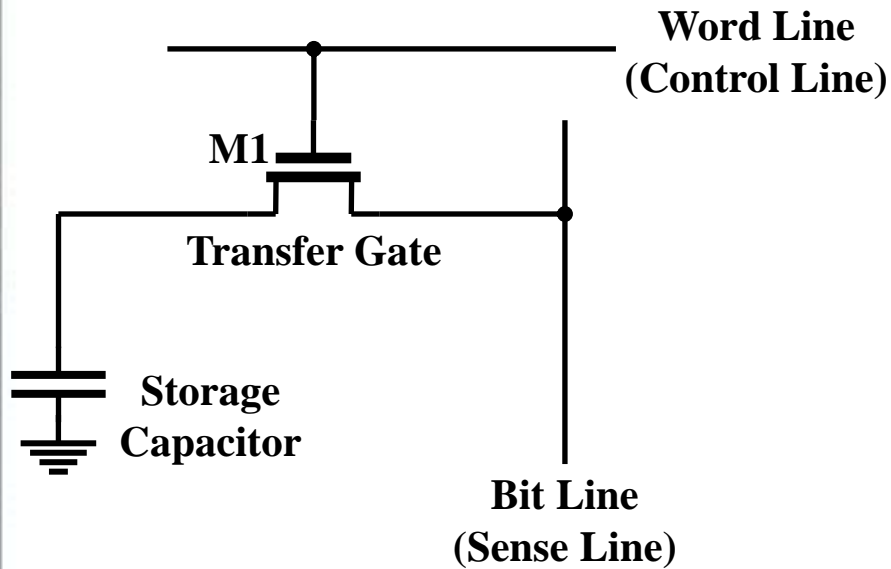 Word Line
(Control Line)
M1
Transfer Gate
Storage
Capacitor
Bit Line
(Sense Line)